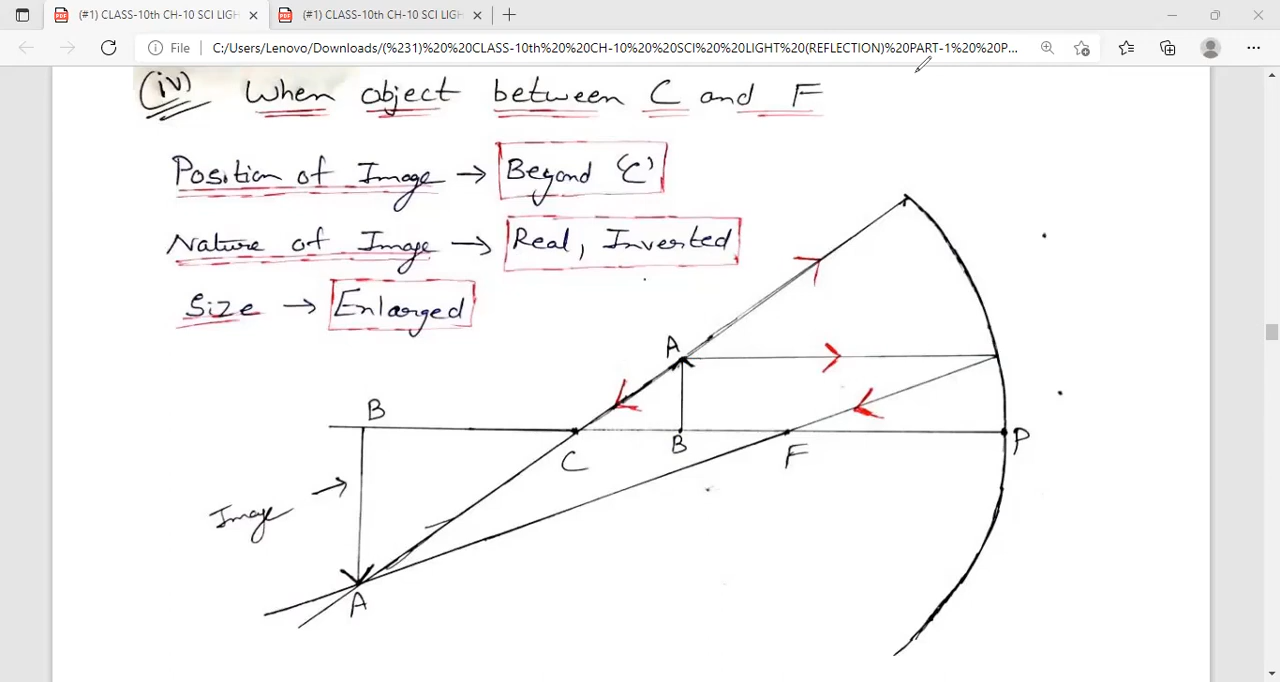 (#1) CLASS-10th CH-10 SCI LIGH
(#1) CLASS-10th CH-10 SCI LIGH
File
C:/Users/Lenovo/Downloads/(%231)%20%20CLASS-10th%20%20CH-10%20%20SCI%20%20LIGHT%20(REFLECTION)%20PART-1%20%20P...
(iv) When object between C and F
Position of Image → Beyond 'C'
Nature of Image → Real, Inverted
Size → Enlarged
A
B
C
B
F
P
Image →
A